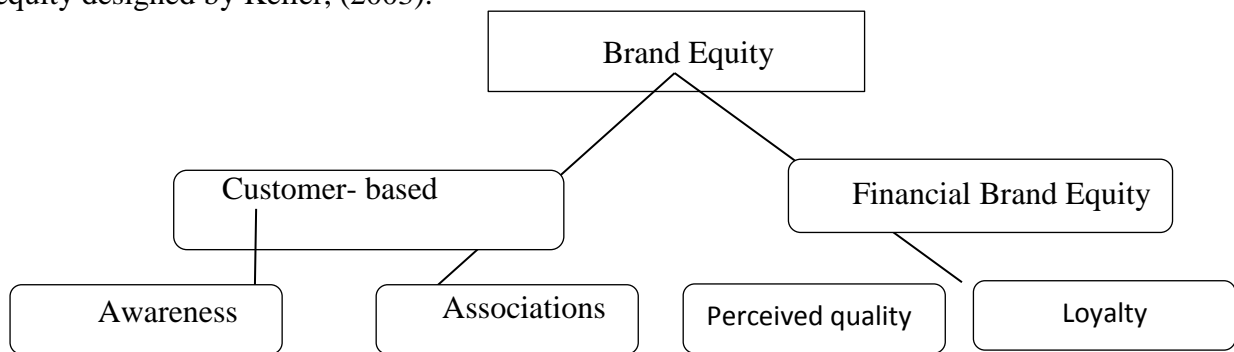 equity designed by Keller, (2003).
Brand Equity
Customer- based
Financial Brand Equity
Awareness
Associations
Perceived quality
Loyalty